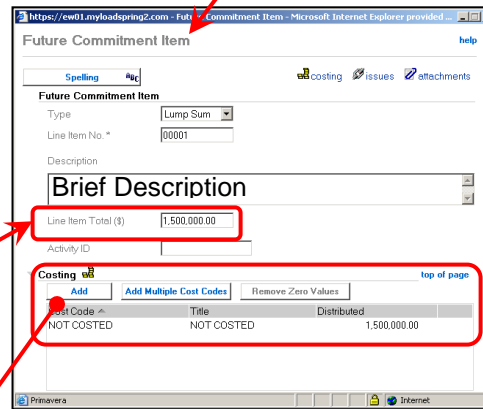 https://ew01.myloadspring2.com - Future Commitment Item - Microsoft Internet Explorer provided ...
Future Commitment Item
help
Spelling ABC costing issues attachments
Future Commitment Item
Type Lump Sum
Line Item No. * 00001
Description
Brief Description
Line Item Total ($) 1,500,000.00
Activity ID
Costing top of page
Add Add Multiple Cost Codes Remove Zero Values
Cost Code Title Distributed
NOT COSTED NOT COSTED 1,500,000.00
Primavera Internet